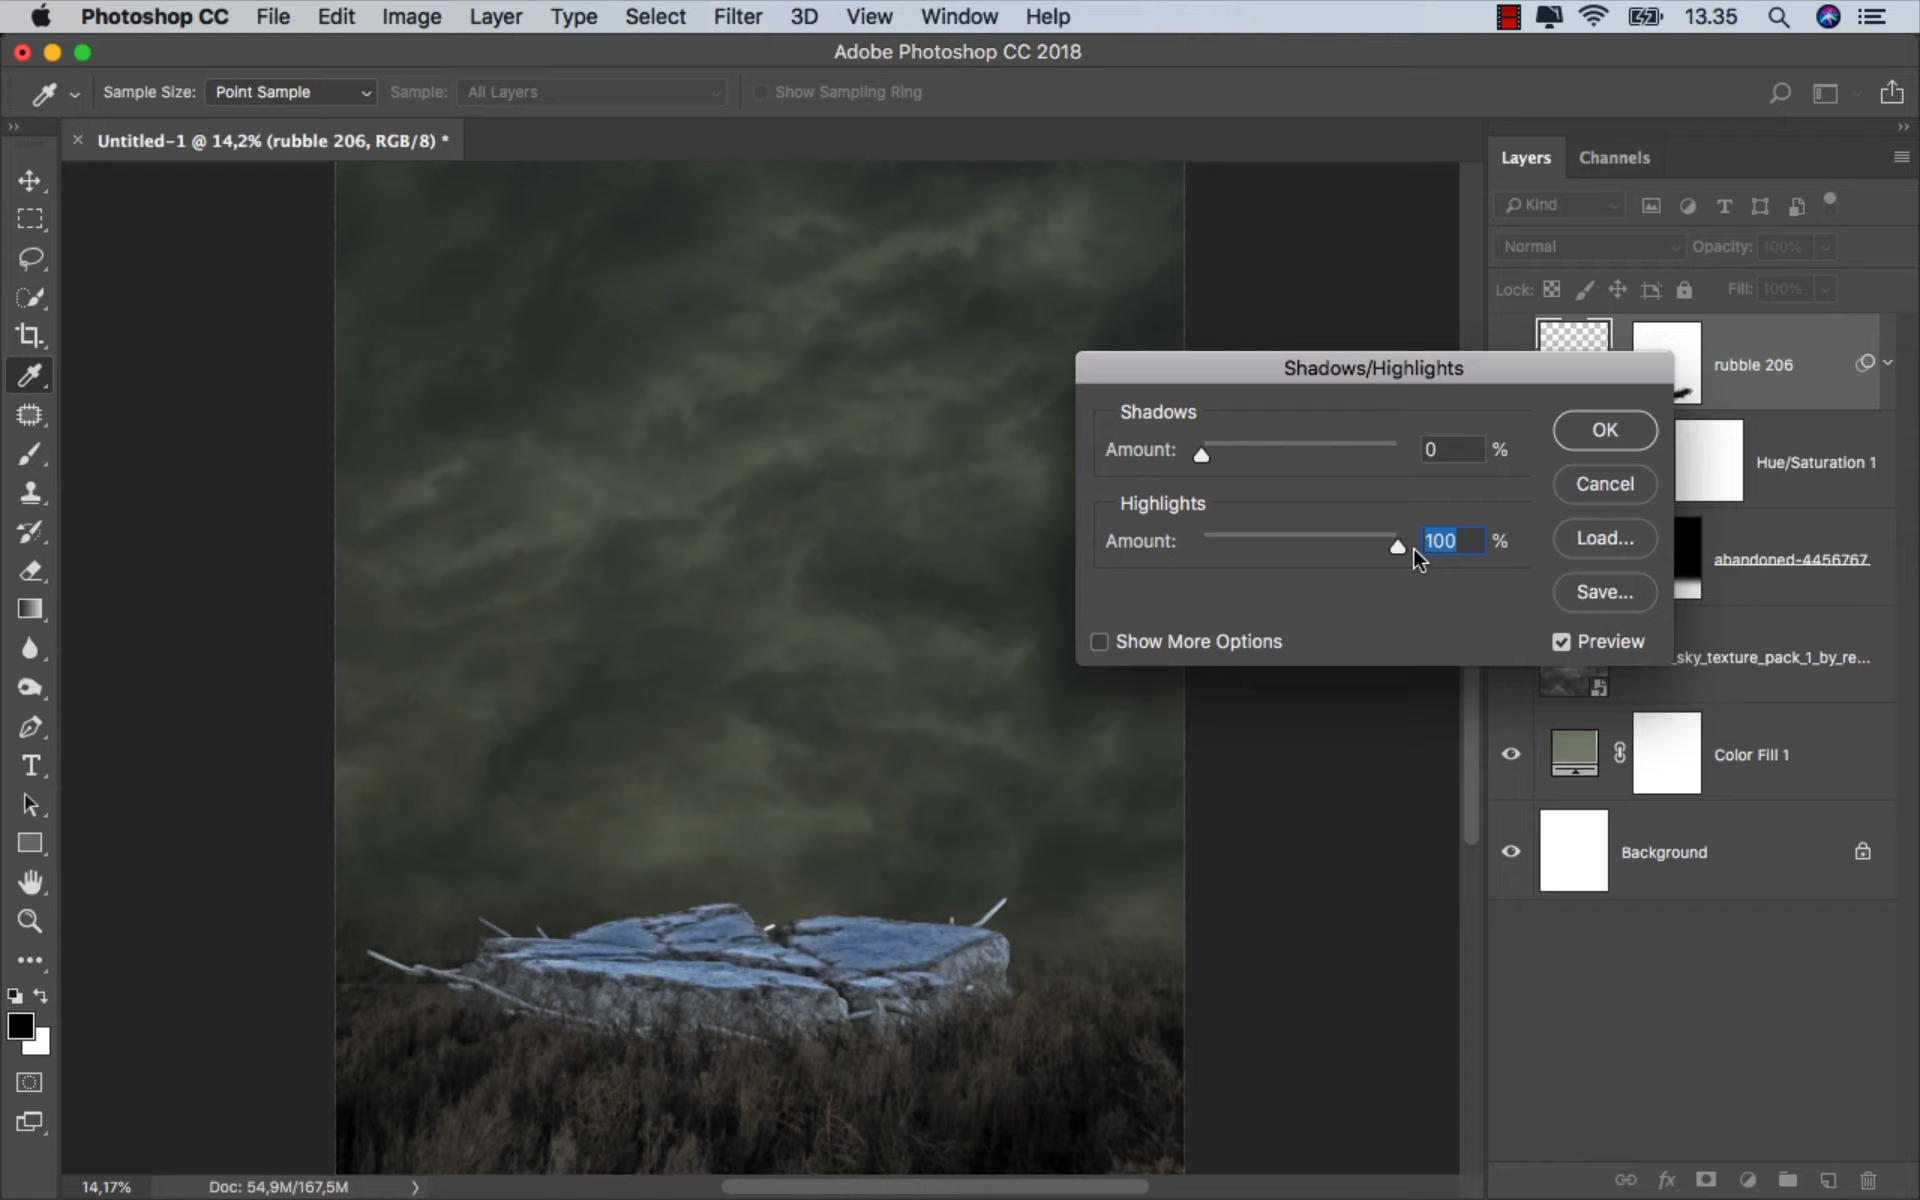 Photoshop CC File Edit Image Layer Type Select Filter 3D View Window Help 13.35
Adobe Photoshop CC 2018
Sample Size: Point Sample Sample: All Layers Show Sampling Ring
Untitled-1 @ 14,2% (rubble 206, RGB/8) *
Layers Channels
Kind
Normal Opacity: 100%
Lock: Fill: 100%
rubble 206
Shadows/Highlights
Shadows
Amount: 0 %
OK
Hue/Saturation 1
Cancel
Highlights
Amount: 100 %
Load...
abandoned-4456767
Save...
Show More Options
Preview
_sky_texture_pack_1_by_re...
Color Fill 1
Background
14,17% Doc: 54,9M/167,5M